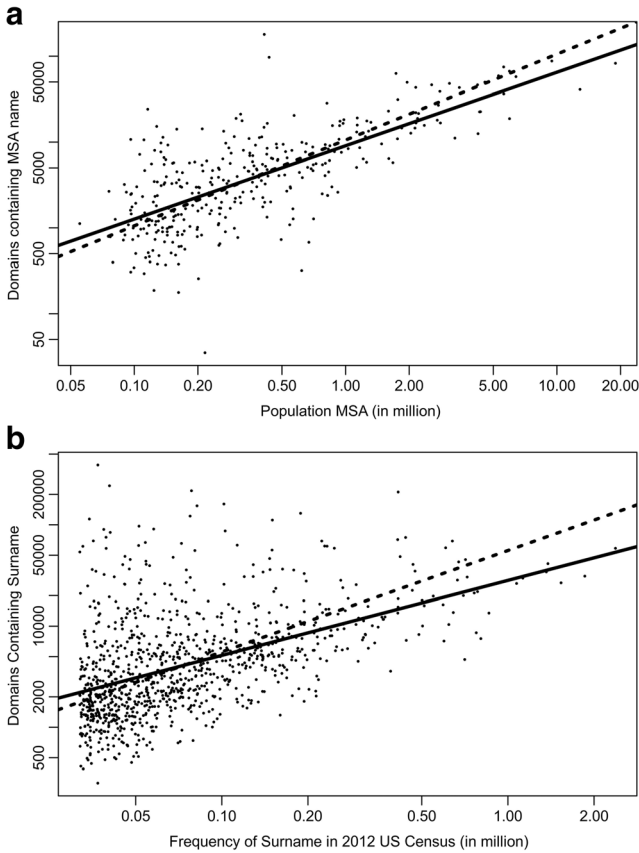 a
Domains containing MSA name
50000
5000
500
50
0.05 0.10 0.20 0.50 1.00 2.00 5.00 10.00 20.00
Population MSA (in million)
b
Domains Containing Surname
200000
50000
10000
2000
500
0.05 0.10 0.20 0.50 1.00 2.00
Frequency of Surname in 2012 US Census (in million)